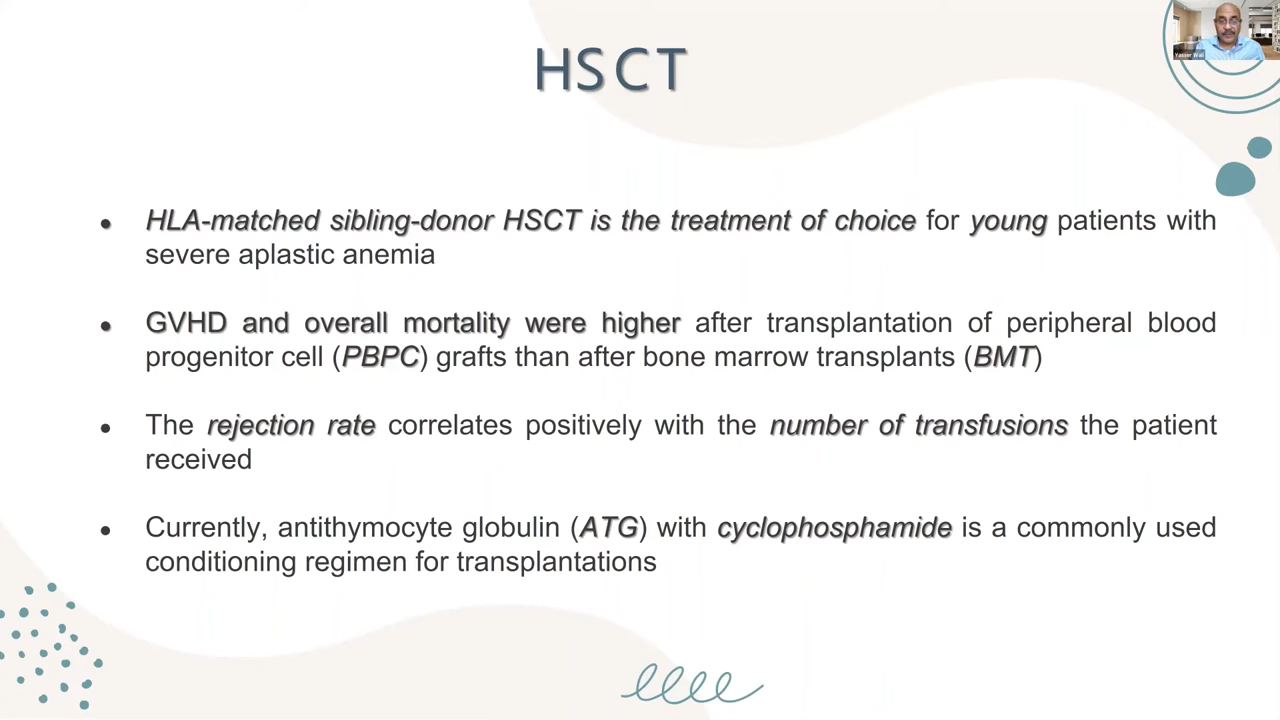 HSCT
Yasser Wali
● HLA-matched sibling-donor HSCT is the treatment of choice for young patients with
severe aplastic anemia
● GVHD and overall mortality were higher after transplantation of peripheral blood
progenitor cell (PBPC) grafts than after bone marrow transplants (BMT)
● The rejection rate correlates positively with the number of transfusions the patient
received
● Currently, antithymocyte globulin (ATG) with cyclophosphamide is a commonly used
conditioning regimen for transplantations